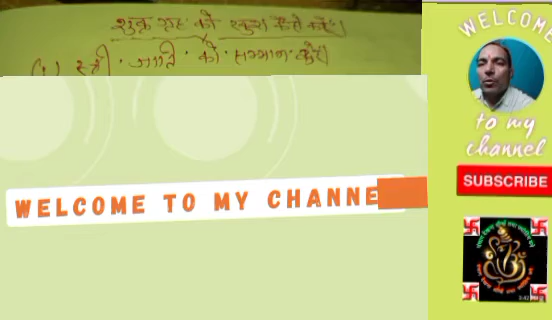 शुक्र ग्रह को खुश कैसे करें।
(1) स्त्री जाति को सम्मान करें।
WELCOME TO MY CHANNE
WELCOME
to my
channel
SUBSCRIBE